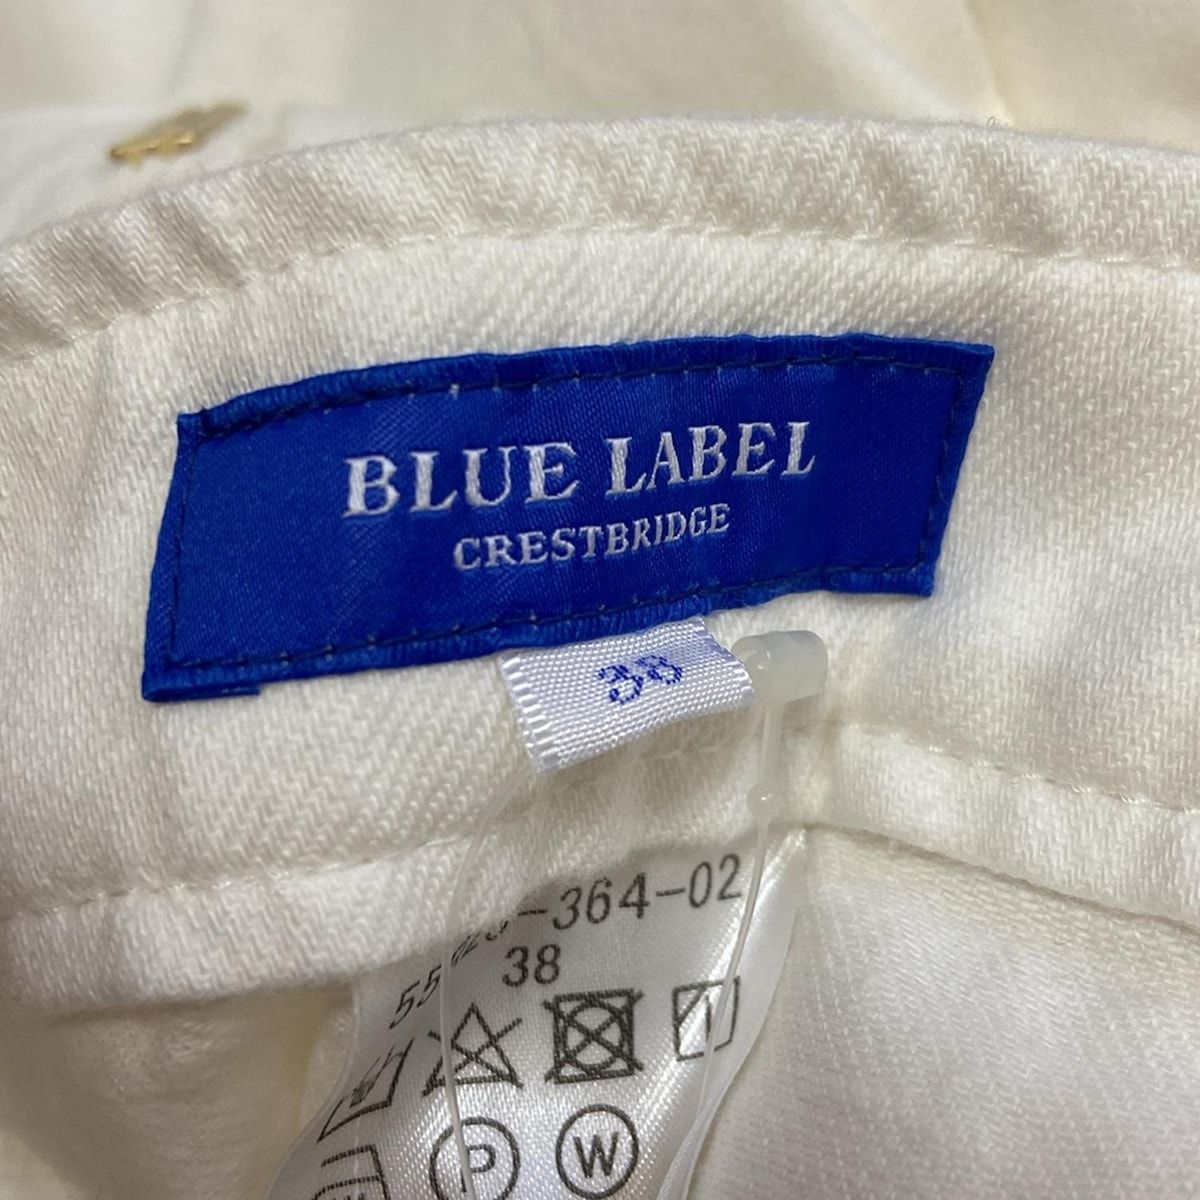 BLUE LABEL
CRESTBRIDGE
38
-364-02
38
P
W